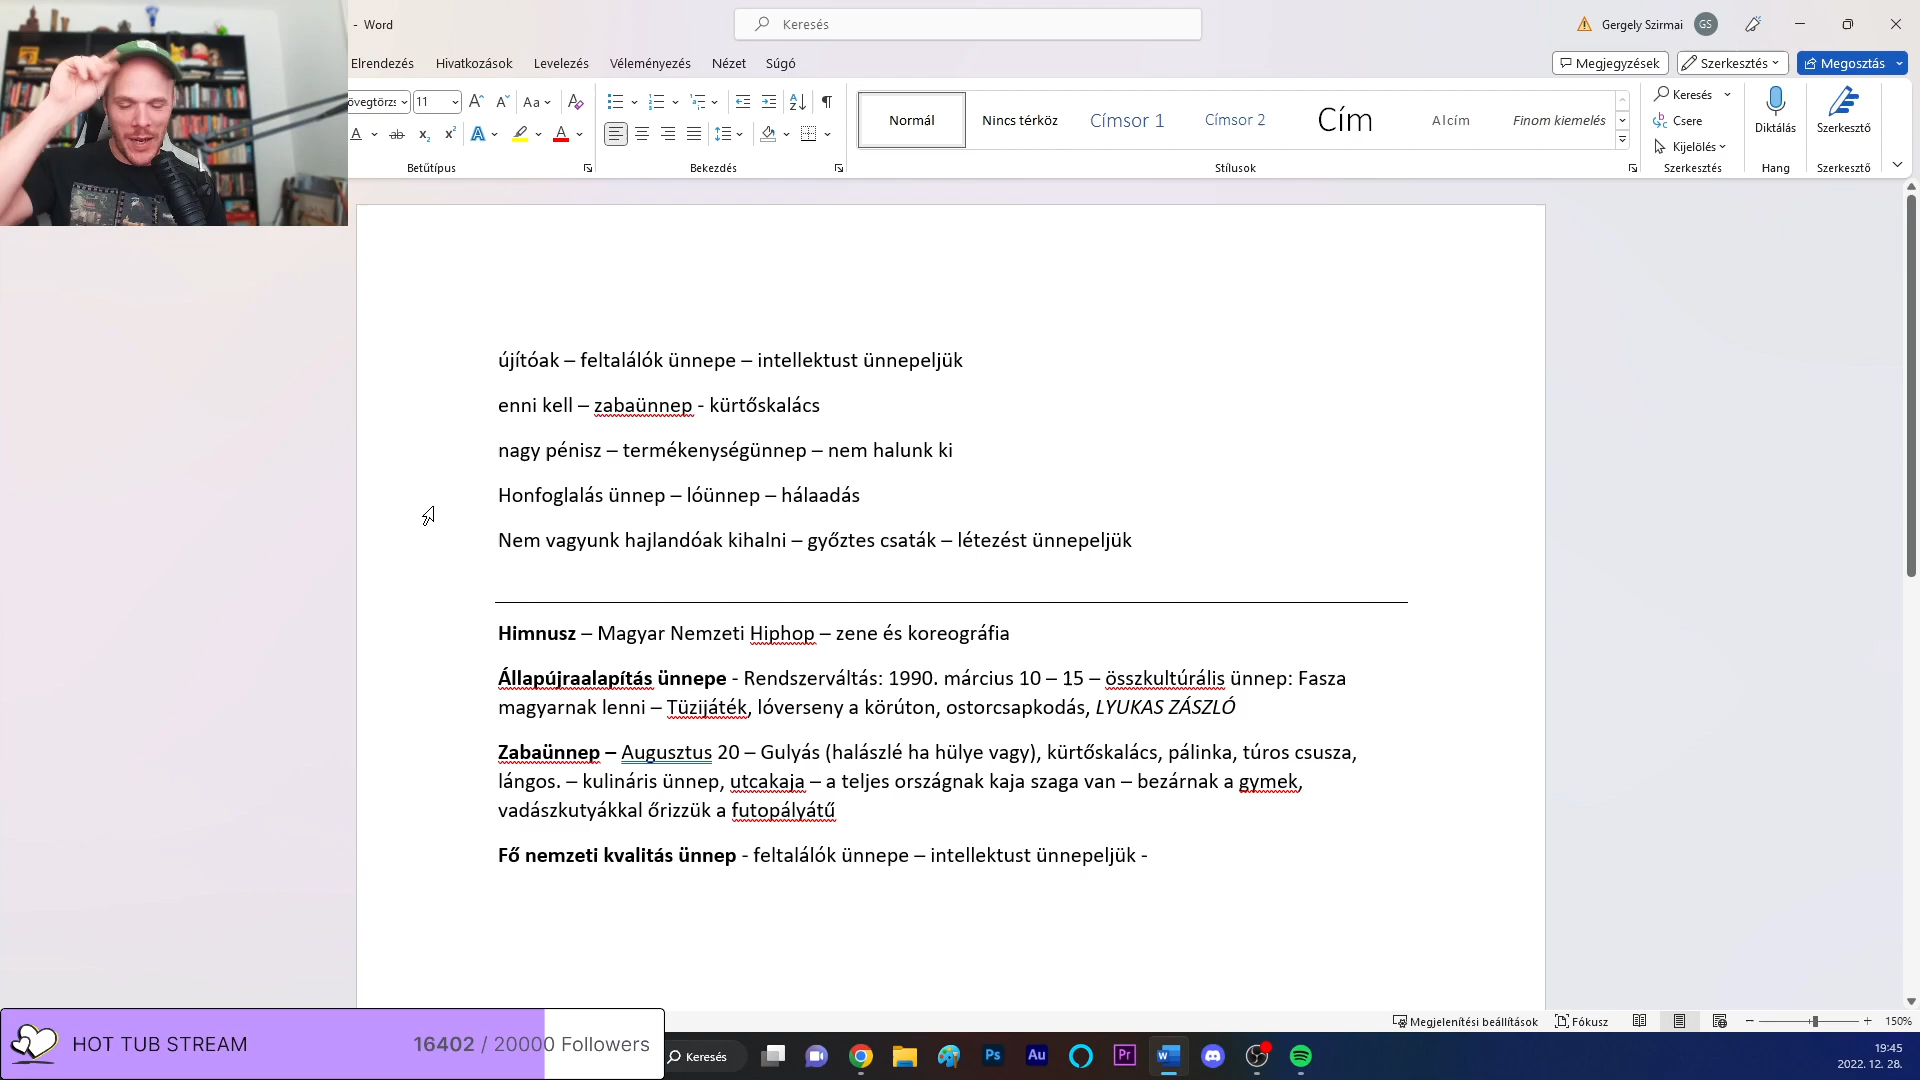 - Word
Keresés
Gergely Szirmai GS
Elrendezés Hivatkozások Levelezés Véleményezés Nézet Súgó
Megjegyzések Szerkesztés Megosztás
övegtörzs 11 Aa
Normál Nincs térköz Címsor 1 Címsor 2 Cím Alcím Finom kiemelés
Keresés
Csere
Kijelölés
Diktálás Szerkesztő
Betűtípus Bekezdés Stílusok Szerkesztés Hang Szerkesztő
újítóak – feltalálók ünnepe – intellektust ünnepeljük
enni kell – zabaünnep - kürtőskalács
nagy pénisz – termékenységünnep – nem halunk ki
Honfoglalás ünnep – lóünnep – hálaadás
Nem vagyunk hajlandóak kihalni – győztes csaták – létezést ünnepeljük
Himnusz – Magyar Nemzeti Hiphop – zene és koreográfia
Állapújraalapítás ünnepe - Rendszerváltás: 1990. március 10 – 15 – összkultúrális ünnep: Fasza
magyarnak lenni – Tüzijáték, lóverseny a körúton, ostorcsapkodás, LYUKAS ZÁSZLÓ
Zabaünnep – Augusztus 20 – Gulyás (halászlé ha hülye vagy), kürtőskalács, pálinka, túros csusza,
lángos. – kulináris ünnep, utcakaja – a teljes országnak kaja szaga van – bezárnak a gymek,
vadászkutyákkal őrizzük a futopályátű
Fő nemzeti kvalitás ünnep - feltalálók ünnepe – intellektust ünnepeljük -
Megjelenítési beállítások Fókusz 150%
HOT TUB STREAM 16402 / 20000 Followers
Keresés
Ps Au Pr W
19:45
2022. 12. 28.